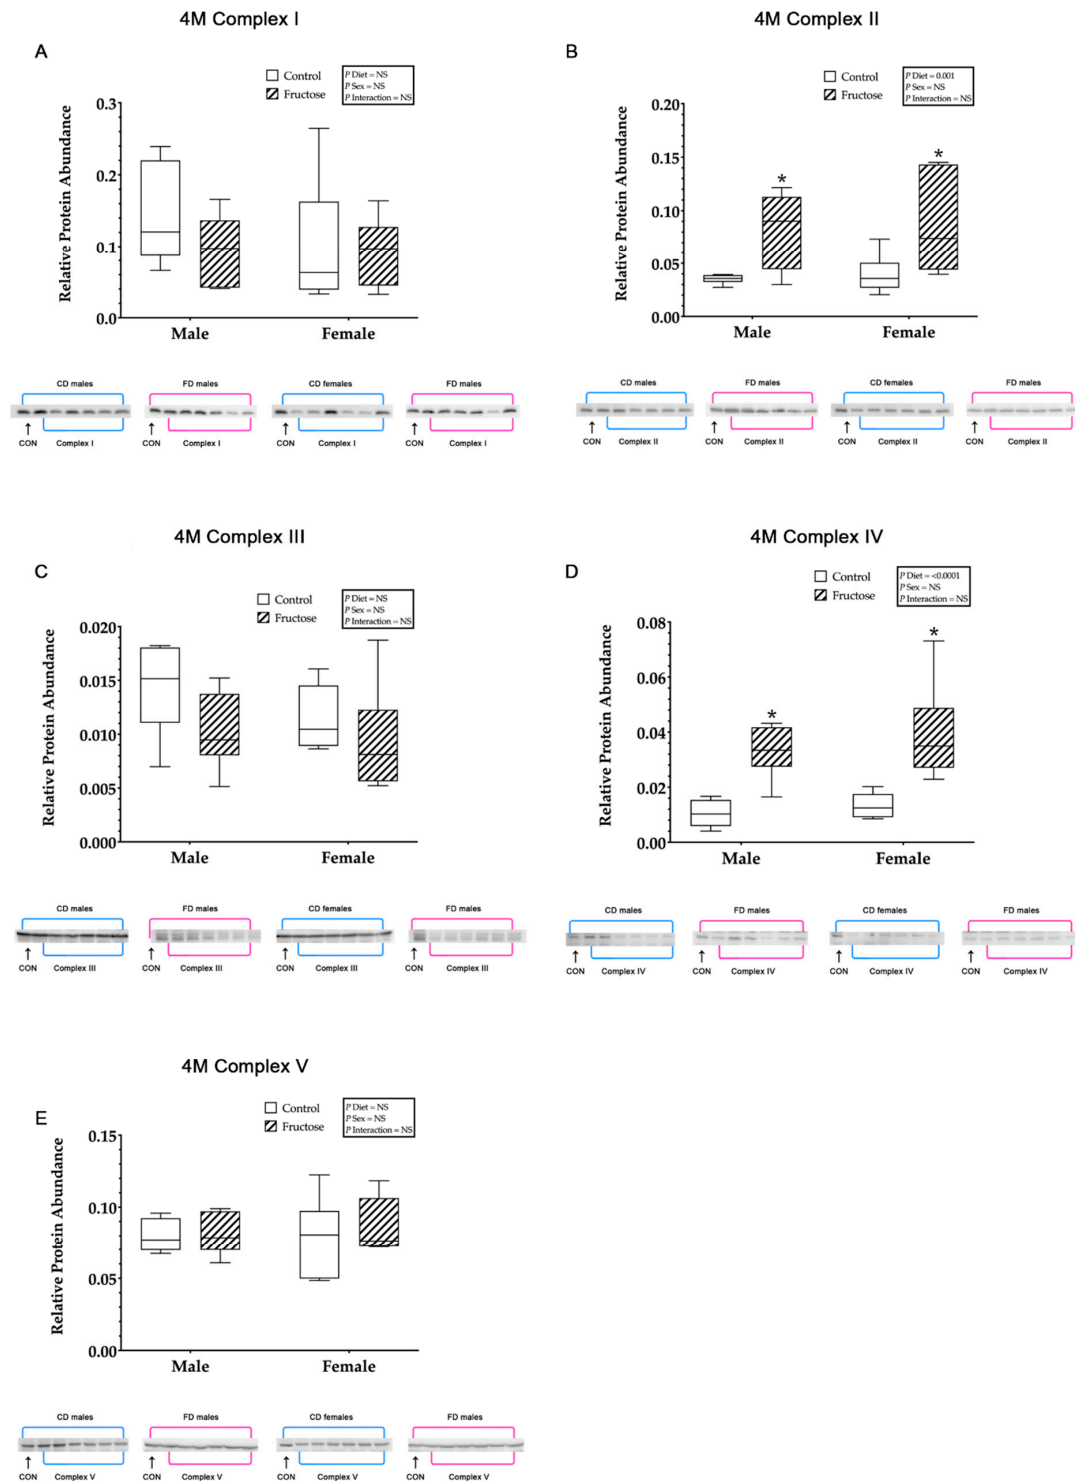 4M Complex I
A
Control
Fructose
P Diet = NS
P Sex = NS
P Interaction = NS
Relative Protein Abundance
0.3
0.2
0.1
0.0
Male Female
CD males FD males CD females FD males
CON Complex I CON Complex I CON Complex I CON Complex I
4M Complex II
B
Control
Fructose
P Diet = 0.001
P Sex = NS
P Interaction = NS
Relative Protein Abundance
0.20
0.15
0.10
0.05
0.00
* *
Male Female
CD males FD males CD females FD males
CON Complex II CON Complex II CON Complex II CON Complex II
4M Complex III
C
Control
Fructose
P Diet = NS
P Sex = NS
P Interaction = NS
Relative Protein Abundance
0.020
0.015
0.010
0.005
0.000
Male Female
CD males FD males CD females FD males
CON Complex III CON Complex III CON Complex III CON Complex III
4M Complex IV
D
Control
Fructose
P Diet = <0.0001
P Sex = NS
P Interaction = NS
Relative Protein Abundance
0.08
0.06
0.04
0.02
0.00
* *
Male Female
CD males FD males CD females FD males
CON Complex IV CON Complex IV CON Complex IV CON Complex IV
4M Complex V
E
Control
Fructose
P Diet = NS
P Sex = NS
P Interaction = NS
Relative Protein Abundance
0.15
0.10
0.05
0.00
Male Female
CD males FD males CD females FD males
CON Complex V CON Complex V CON Complex V CON Complex V